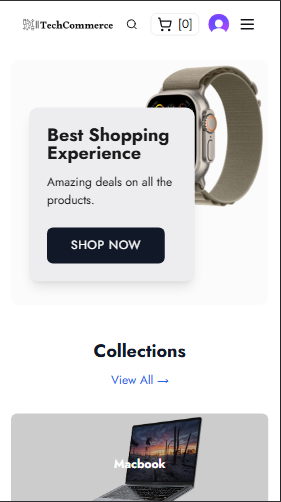 TechCommerce
[0]
Best Shopping
Experience
Amazing deals on all the
products.
SHOP NOW
Collections
View All →
Macbook